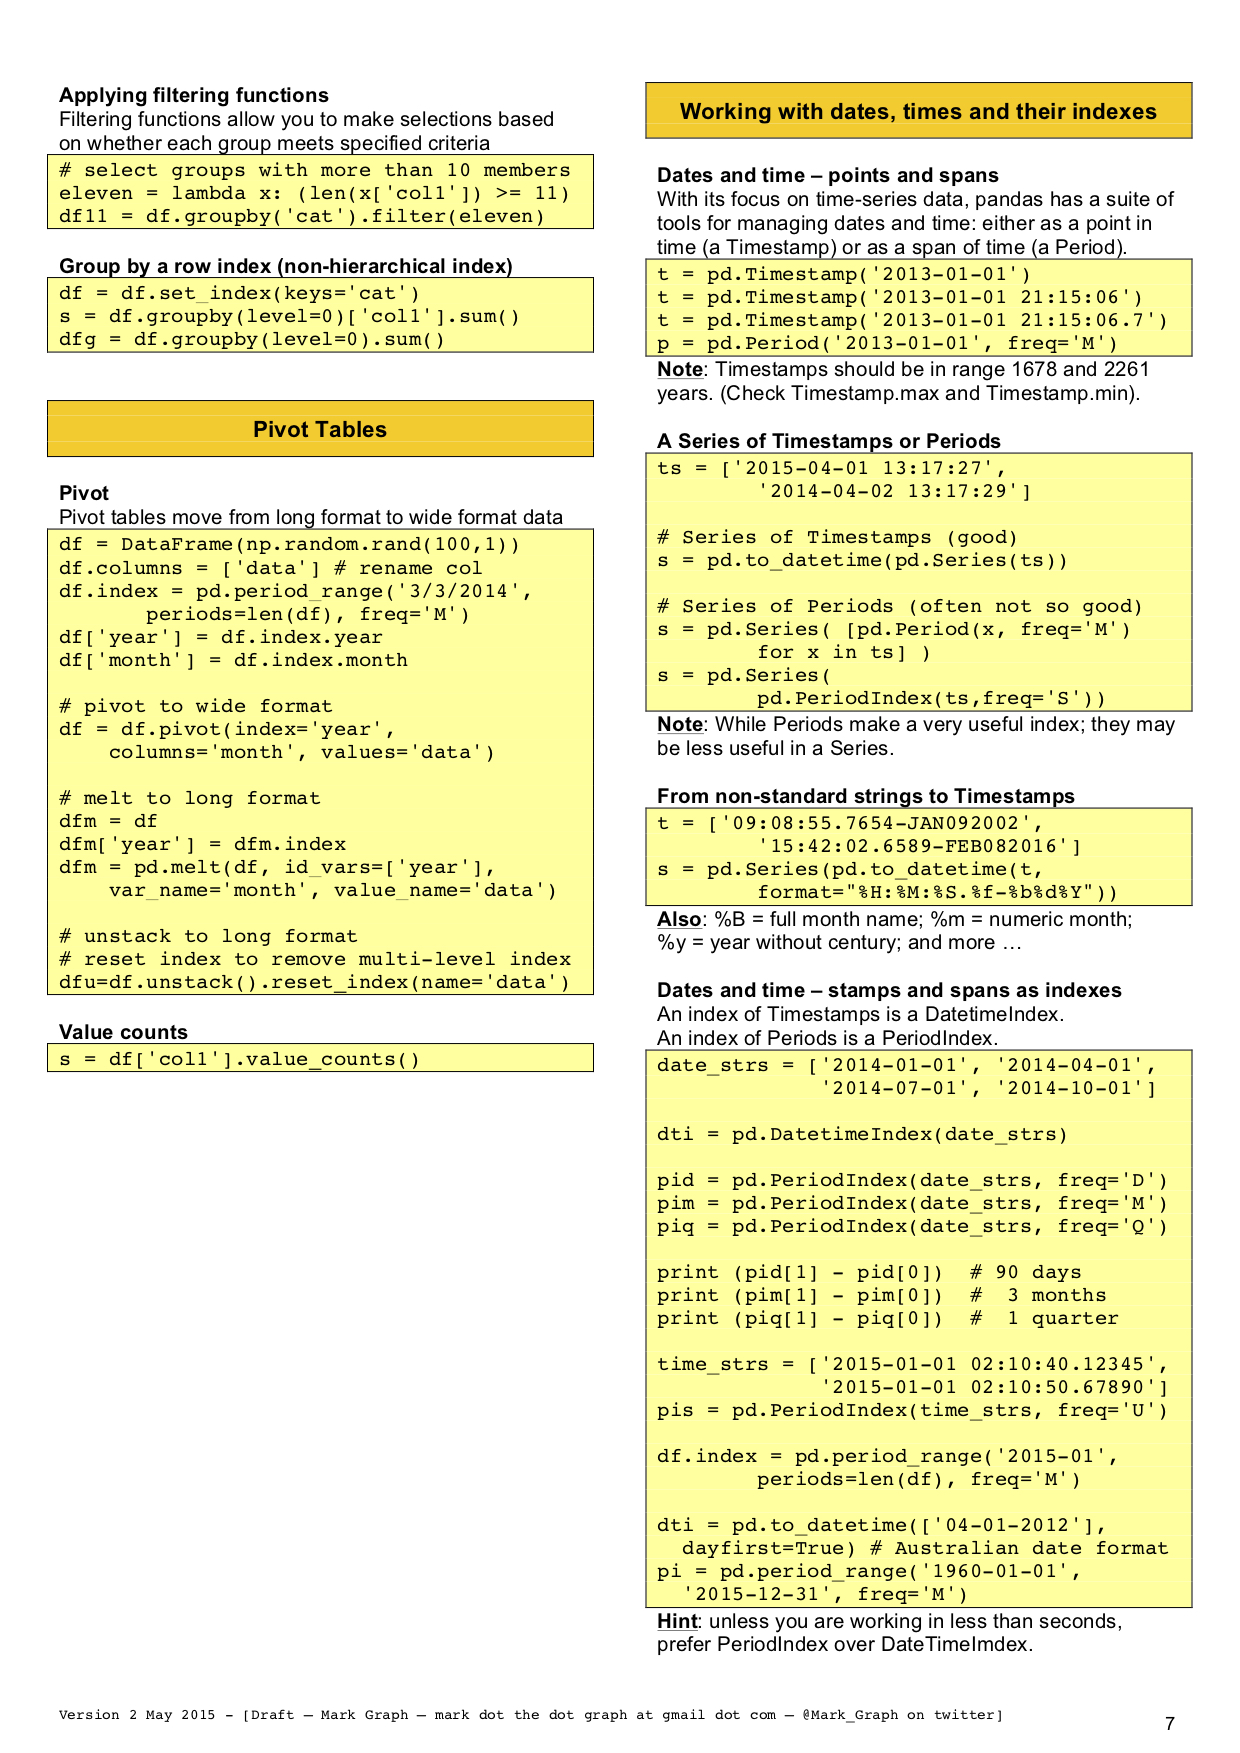 Applying filtering functions
Filtering functions allow you to make selections based
on whether each group meets specified criteria
# select groups with more than 10 members
eleven = lambda x: (len(x['col1']) >= 11)
df11 = df.groupby('cat').filter(eleven)
Group by a row index (non-hierarchical index)
df = df.set_index(keys='cat')
s = df.groupby(level=0)['col1'].sum()
dfg = df.groupby(level=0).sum()
Pivot Tables
Pivot
Pivot tables move from long format to wide format data
df = DataFrame(np.random.rand(100,1))
df.columns = ['data'] # rename col
df.index = pd.period_range('3/3/2014',
       periods=len(df), freq='M')
df['year'] = df.index.year
df['month'] = df.index.month
# pivot to wide format
df = df.pivot(index='year',
    columns='month', values='data')
# melt to long format
dfm = df
dfm['year'] = dfm.index
dfm = pd.melt(df, id_vars=['year'],
    var_name='month', value_name='data')
# unstack to long format
# reset index to remove multi-level index
dfu=df.unstack().reset_index(name='data')
Value counts
s = df['col1'].value_counts()
Working with dates, times and their indexes
Dates and time – points and spans
With its focus on time-series data, pandas has a suite of
tools for managing dates and time: either as a point in
time (a Timestamp) or as a span of time (a Period).
t = pd.Timestamp('2013-01-01')
t = pd.Timestamp('2013-01-01 21:15:06')
t = pd.Timestamp('2013-01-01 21:15:06.7')
p = pd.Period('2013-01-01', freq='M')
Note: Timestamps should be in range 1678 and 2261
years. (Check Timestamp.max and Timestamp.min).
A Series of Timestamps or Periods
ts = ['2015-04-01 13:17:27',
        '2014-04-02 13:17:29']
# Series of Timestamps (good)
s = pd.to_datetime(pd.Series(ts))
# Series of Periods (often not so good)
s = pd.Series( [pd.Period(x, freq='M')
        for x in ts] )
s = pd.Series(
        pd.PeriodIndex(ts,freq='S'))
Note: While Periods make a very useful index; they may
be less useful in a Series.
From non-standard strings to Timestamps
t = ['09:08:55.7654-JAN092002',
        '15:42:02.6589-FEB082016']
s = pd.Series(pd.to_datetime(t,
        format="%H:%M:%S.%f-%b%d%Y"))
Also: %B = full month name; %m = numeric month;
%y = year without century; and more …
Dates and time – stamps and spans as indexes
An index of Timestamps is a DatetimeIndex.
An index of Periods is a PeriodIndex.
date_strs = ['2014-01-01', '2014-04-01',
             '2014-07-01', '2014-10-01']
dti = pd.DatetimeIndex(date_strs)
pid = pd.PeriodIndex(date_strs, freq='D')
pim = pd.PeriodIndex(date_strs, freq='M')
piq = pd.PeriodIndex(date_strs, freq='Q')
print (pid[1] - pid[0])  # 90 days
print (pim[1] - pim[0])  #  3 months
print (piq[1] - piq[0])  #  1 quarter
time_strs = ['2015-01-01 02:10:40.12345',
             '2015-01-01 02:10:50.67890']
pis = pd.PeriodIndex(time_strs, freq='U')
df.index = pd.period_range('2015-01',
        periods=len(df), freq='M')
dti = pd.to_datetime(['04-01-2012'],
  dayfirst=True) # Australian date format
pi = pd.period_range('1960-01-01',
  '2015-12-31', freq='M')
Hint: unless you are working in less than seconds,
prefer PeriodIndex over DateTimeImdex.
Version 2 May 2015 - [Draft – Mark Graph – mark dot the dot graph at gmail dot com – @Mark_Graph on twitter]
7